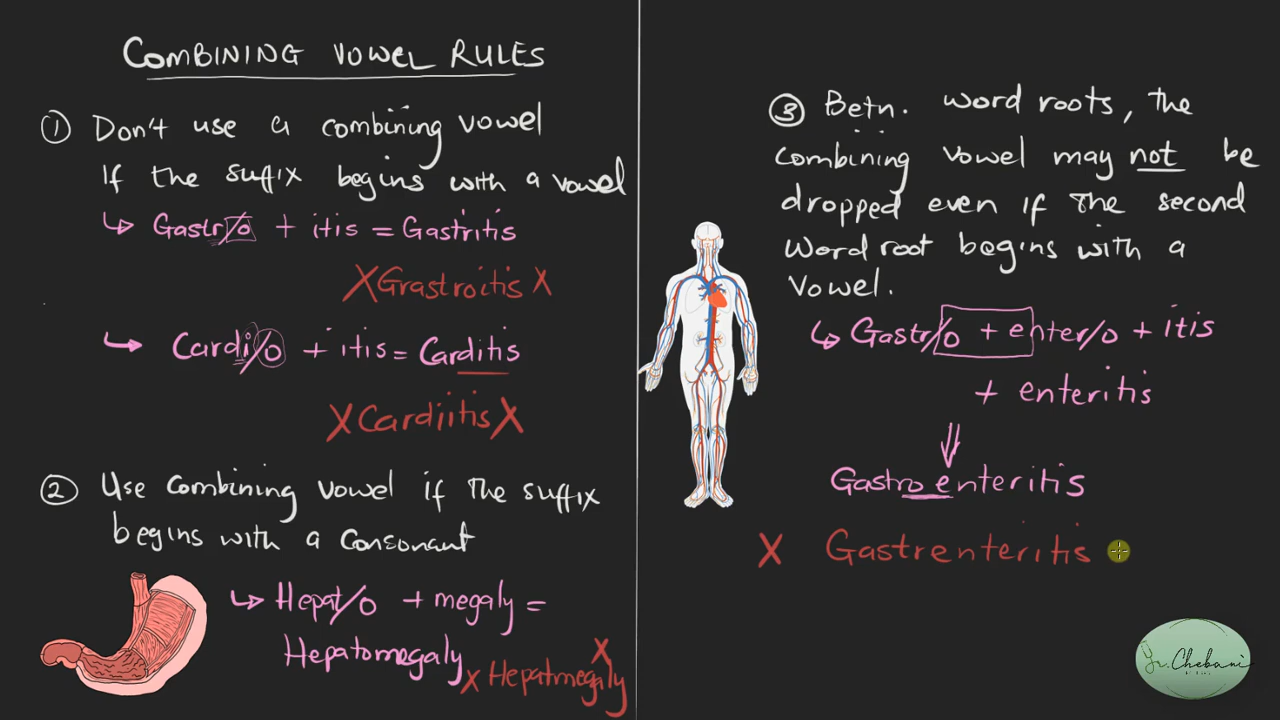 COMBINING VOWEL RULES
① Don't use a combining vowel
If the suffix begins with a vowel
↳ Gastr/o + itis = Gastritis
X Grastroitis X
→ Cardi/o + itis = Carditis
X Cardiitis X
② Use combining vowel if the suffix
begins with a consonant
↳ Hepat/o + megaly =
Hepatomegaly
X Hepatmegaly X
③ Betn. word roots, the
combining vowel may not be
dropped even if the second
word root begins with a
vowel.
↳ Gastr/o + enter/o + itis
+ enteritis
⇓
Gastroenteritis
X Gastrenteritis
Dr. Chebani